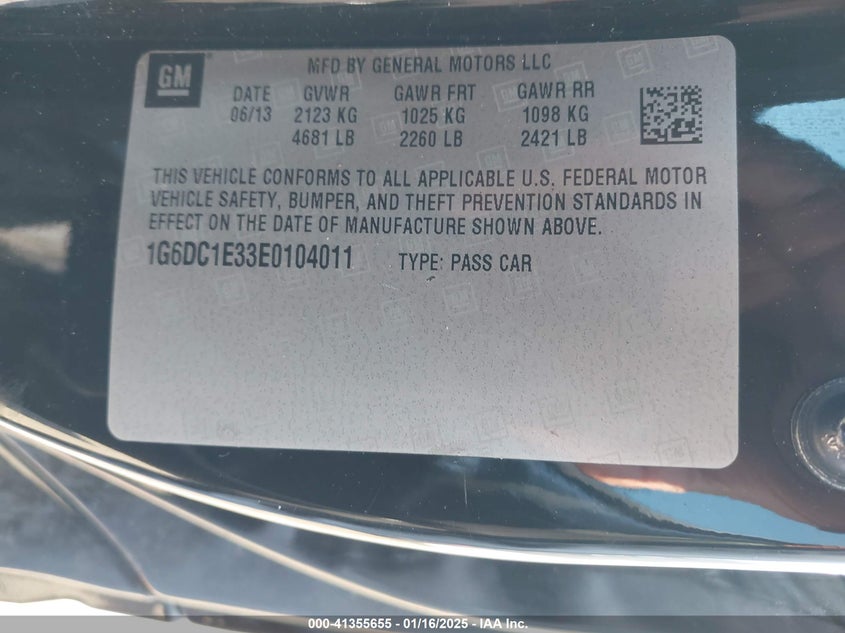 GM
MFD BY GENERAL MOTORS LLC
DATE GVWR GAWR FRT GAWR RR
06/13 2123 KG 1025 KG 1098 KG
4681 LB 2260 LB 2421 LB
THIS VEHICLE CONFORMS TO ALL APPLICABLE U.S. FEDERAL MOTOR
VEHICLE SAFETY, BUMPER, AND THEFT PREVENTION STANDARDS IN
EFFECT ON THE DATE OF MANUFACTURE SHOWN ABOVE.
1G6DC1E33E0104011 TYPE: PASS CAR
000-41355655 - 01/16/2025 - IAA Inc.